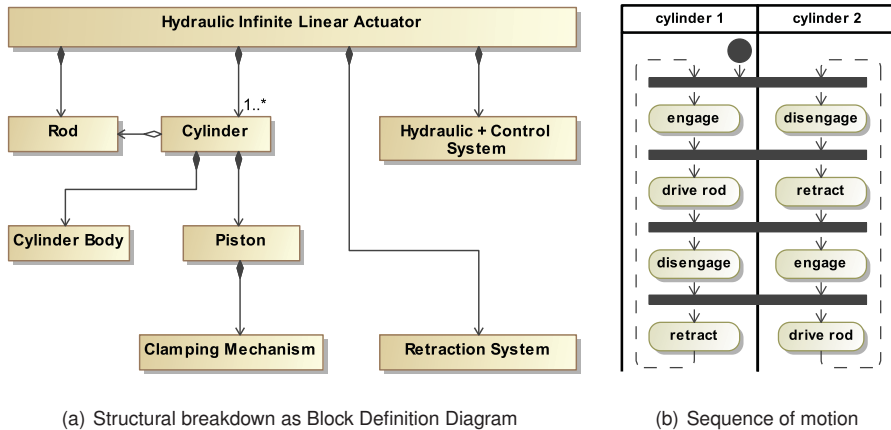 Hydraulic Infinite Linear Actuator
1..*
Rod
Cylinder
Hydraulic + Control
System
Cylinder Body
Piston
Clamping Mechanism
Retraction System
(a) Structural breakdown as Block Definition Diagram
cylinder 1
cylinder 2
engage
disengage
drive rod
retract
disengage
engage
retract
drive rod
(b) Sequence of motion